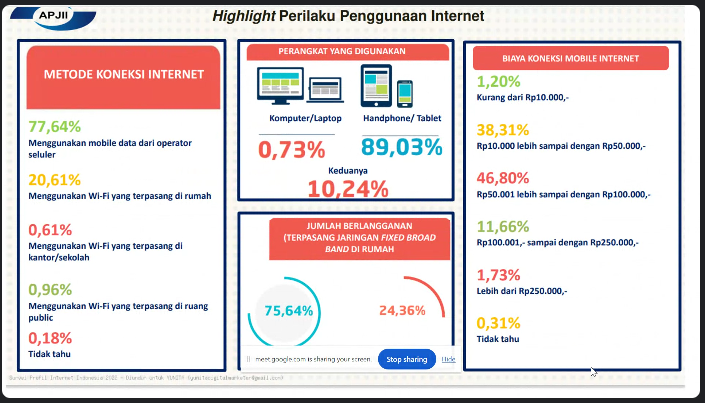 APJII
Highlight Perilaku Penggunaan Internet
METODE KONEKSI INTERNET
77,64%
Menggunakan mobile data dari operator
seluler
20,61%
Menggunakan Wi-Fi yang terpasang di rumah
0,61%
Menggunakan Wi-Fi yang terpasang di
kantor/sekolah
0,96%
Menggunakan Wi-Fi yang terpasang di ruang
public
0,18%
Tidak tahu
PERANGKAT YANG DIGUNAKAN
Komputer/Laptop
Handphone/ Tablet
0,73%
89,03%
Keduanya
10,24%
JUMLAH BERLANGGANAN
(TERPASANG JARINGAN FIXED BROAD
BAND DI RUMAH
75,64%
24,36%
meet.google.com is sharing your screen.
Stop sharing
Hide
BIAYA KONEKSI MOBILE INTERNET
1,20%
Kurang dari Rp10.000,-
38,31%
Rp10.000 lebih sampai dengan Rp50.000,-
46,80%
Rp50.001 lebih sampai dengan Rp100.000,-
11,66%
Rp100.001,- sampai dengan Rp250.000,-
1,73%
Lebih dari Rp250.000,-
0,31%
Tidak tahu